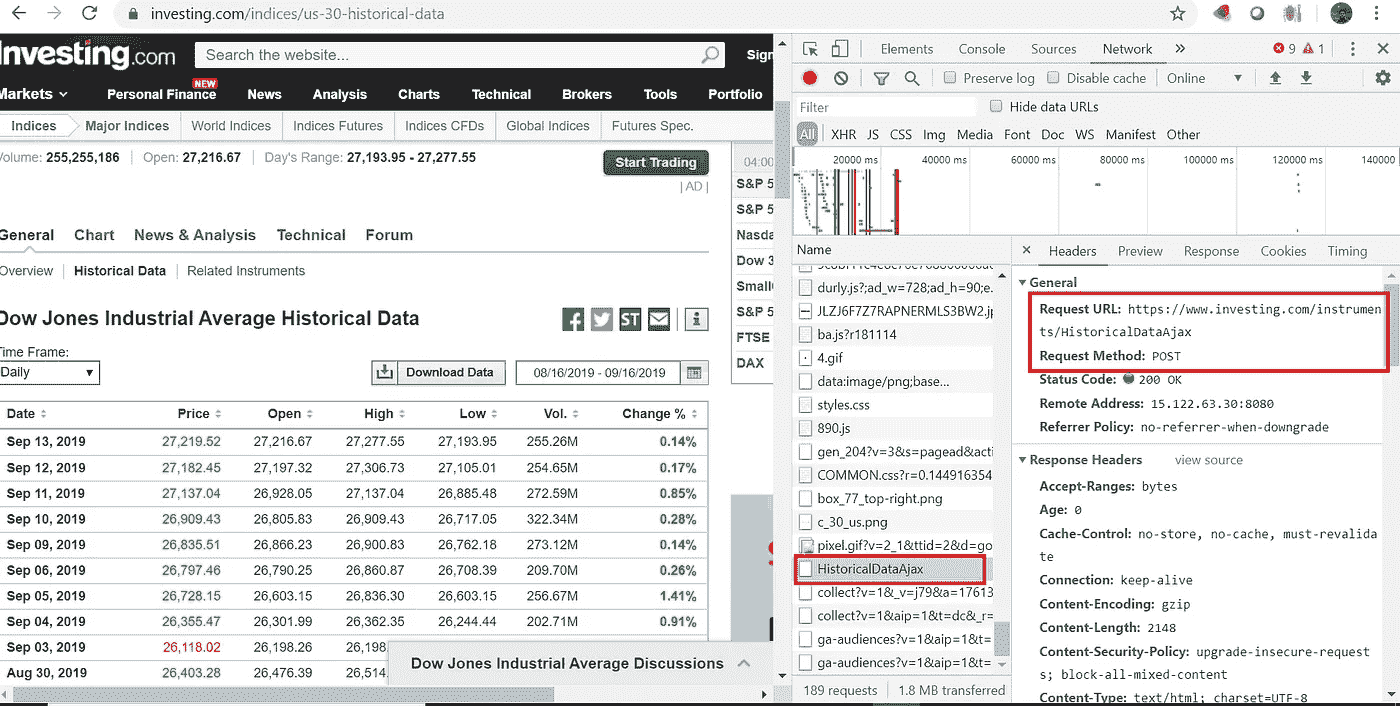 investing.com/indices/us-30-historical-data
Investing.com
Search the website...
Sign
Markets
Personal Finance
NEW
News
Analysis
Charts
Technical
Brokers
Tools
Portfolio
Indices
Major Indices
World Indices
Indices Futures
Indices CFDs
Global Indices
Futures Spec.
Volume: 255,255,186
Open: 27,216.67
Day's Range: 27,193.95 - 27,277.55
Start Trading
| AD |
04:00
S&P 5
S&P 5
Nasda
Dow 3
Small
S&P 5
FTSE
DAX
General Chart News & Analysis Technical Forum
Overview Historical Data Related Instruments
Dow Jones Industrial Average Historical Data
ST
Time Frame:
Daily
Download Data
08/16/2019 - 09/16/2019
Date Price Open High Low Vol. Change %
Sep 13, 2019 27,219.52 27,216.67 27,277.55 27,193.95 255.26M 0.14%
Sep 12, 2019 27,182.45 27,197.32 27,306.73 27,105.01 254.65M 0.17%
Sep 11, 2019 27,137.04 26,928.05 27,137.04 26,885.48 272.59M 0.85%
Sep 10, 2019 26,909.43 26,805.83 26,909.43 26,717.05 322.34M 0.28%
Sep 09, 2019 26,835.51 26,866.23 26,900.83 26,762.18 273.12M 0.14%
Sep 06, 2019 26,797.46 26,790.25 26,860.87 26,708.39 209.70M 0.26%
Sep 05, 2019 26,728.15 26,603.15 26,836.30 26,603.15 256.67M 1.41%
Sep 04, 2019 26,355.47 26,301.99 26,362.35 26,244.44 202.71M 0.91%
Sep 03, 2019 26,118.02 26,198.26 26,198.
Aug 30, 2019 26,403.28 26,476.39 26,514.
Dow Jones Industrial Average Discussions
Elements Console Sources Network » 9 1
Preserve log Disable cache Online
Filter
Hide data URLs
All XHR JS CSS Img Media Font Doc WS Manifest Other
20000 ms 40000 ms 60000 ms 80000 ms 100000 ms 120000 ms 140000
Name
durly.js?;ad_w=728;ad_h=90;e.
JLZJ6F7Z7RAPNERMLS3BW2.jp
ba.js?r181114
4.gif
data:image/png;base...
styles.css
890.js
gen_204?v=3&s=pagead&acti
COMMON.css?r=0.144916354
box_77_top-right.png
c_30_us.png
pixel.gif?v=2_1&ttid=2&d=go
HistoricalDataAjax
collect?v=1&_v=j79&a=17613
collect?v=1&aip=1&t=dc&_r=
ga-audiences?v=1&aip=1&t=
ga-audiences?v=1&aip=1&t=
189 requests 1.8 MB transferred
Headers Preview Response Cookies Timing
General
Request URL: https://www.investing.com/instrumen
ts/HistoricalDataAjax
Request Method: POST
Status Code: 200 OK
Remote Address: 15.122.63.30:8080
Referrer Policy: no-referrer-when-downgrade
Response Headers view source
Accept-Ranges: bytes
Age: 0
Cache-Control: no-store, no-cache, must-revalida
te
Connection: keep-alive
Content-Encoding: gzip
Content-Length: 2148
Content-Security-Policy: upgrade-insecure-request
s; block-all-mixed-content
Content-Type: text/html; charset=UTF-8